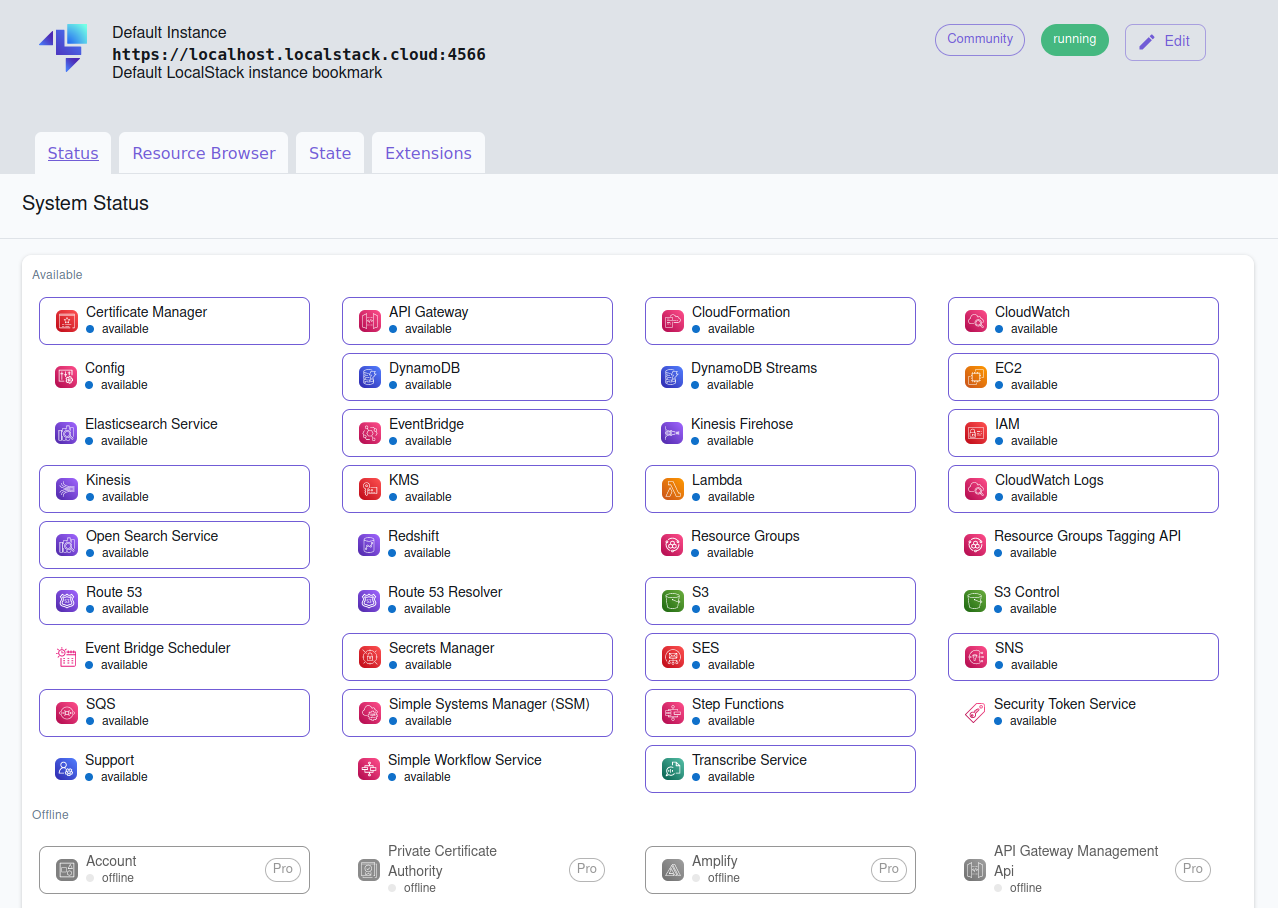 Default Instance
https://localhost.localstack.cloud:4566
Default LocalStack instance bookmark
Community
running
Edit
Status
Resource Browser
State
Extensions
System Status
Available
Certificate Manager
available
API Gateway
available
CloudFormation
available
CloudWatch
available
Config
available
DynamoDB
available
DynamoDB Streams
available
EC2
available
Elasticsearch Service
available
EventBridge
available
Kinesis Firehose
available
IAM
available
Kinesis
available
KMS
available
Lambda
available
CloudWatch Logs
available
Open Search Service
available
Redshift
available
Resource Groups
available
Resource Groups Tagging API
available
Route 53
available
Route 53 Resolver
available
S3
available
S3 Control
available
Event Bridge Scheduler
available
Secrets Manager
available
SES
available
SNS
available
SQS
available
Simple Systems Manager (SSM)
available
Step Functions
available
Security Token Service
available
Support
available
Simple Workflow Service
available
Transcribe Service
available
Offline
Account
offline
Pro
Private Certificate
Authority
offline
Pro
Amplify
offline
Pro
API Gateway Management
Api
offline
Pro